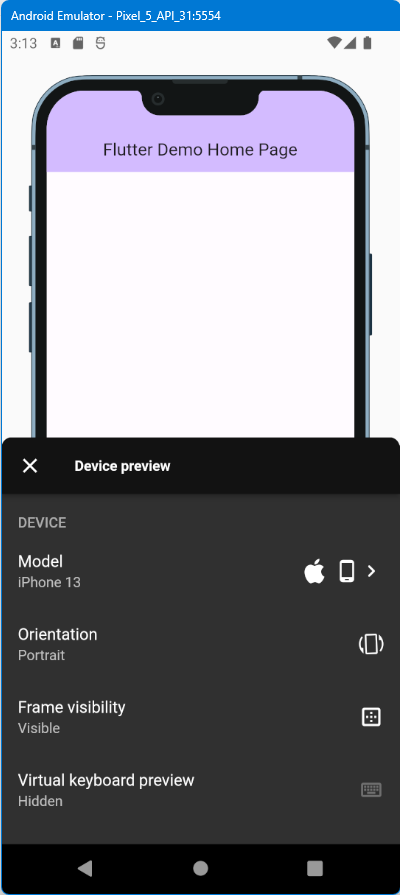 Android Emulator - Pixel_5_API_31:5554
3:13 A
Flutter Demo Home Page
Device preview
DEVICE
Model
iPhone 13
Orientation
Portrait
Frame visibility
Visible
Virtual keyboard preview
Hidden